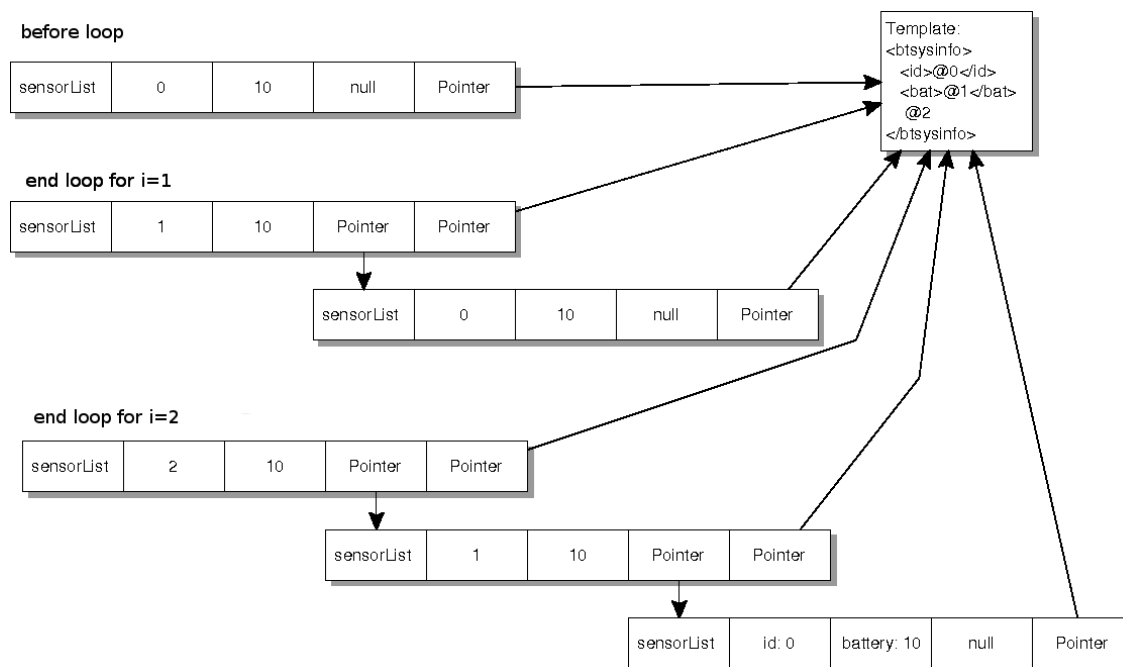 before loop
sensorList 0 10 null Pointer
Template:
<btsysinfo>
<id>@0</id>
<bat>@1</bat>
@2
</btsysinfo>
end loop for i=1
sensorList 1 10 Pointer Pointer
sensorList 0 10 null Pointer
end loop for i=2
sensorList 2 10 Pointer Pointer
sensorList 1 10 Pointer Pointer
sensorList id: 0 battery: 10 null Pointer